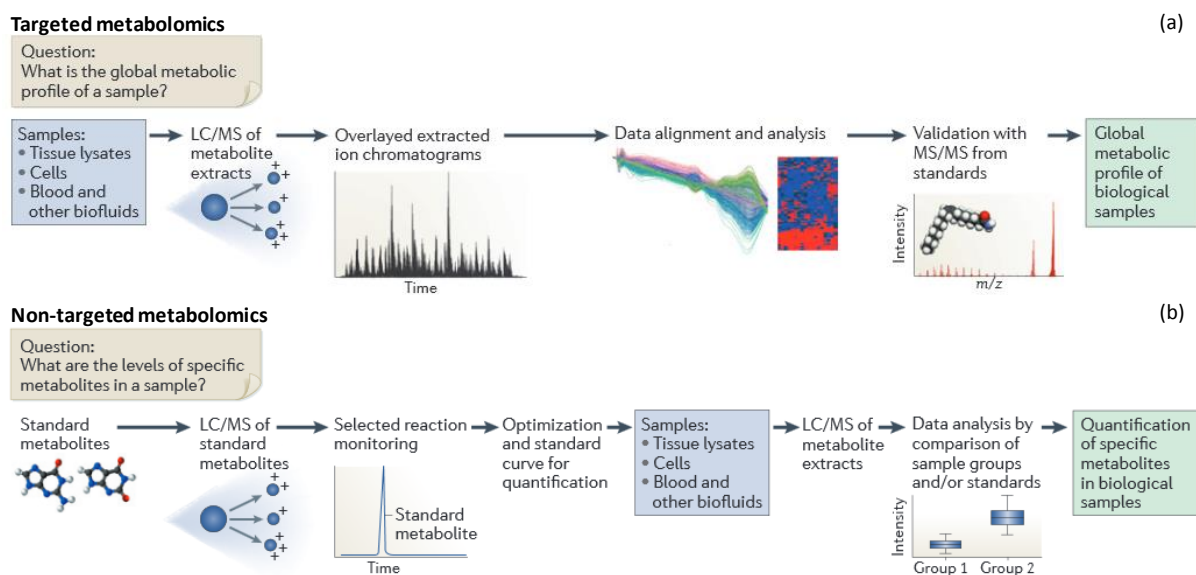 Targeted metabolomics
(a)
Question:
What is the global metabolic
profile of a sample?
Samples:
• Tissue lysates
• Cells
• Blood and
other biofluids
LC/MS of
metabolite
extracts
+
+
+
+
+
+
Overlayed extracted
ion chromatograms
Time
Data alignment and analysis
Validation with
MS/MS from
standards
Intensity
m/z
Global
metabolic
profile of
biological
samples
Non-targeted metabolomics
(b)
Question:
What are the levels of specific
metabolites in a sample?
Standard
metabolites
LC/MS of
standard
metabolites
+
+
+
+
+
+
Selected reaction
monitoring
Standard
metabolite
Time
Optimization
and standard
curve for
quantification
Samples:
• Tissue lysates
• Cells
• Blood and
other biofluids
LC/MS of
metabolite
extracts
Data analysis by
comparison of
sample groups
and/or standards
Intensity
Group 1 Group 2
Quantification
of specific
metabolites
in biological
samples